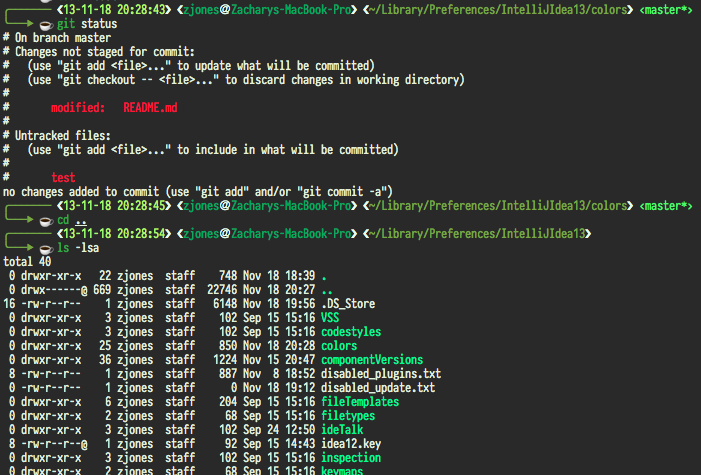 ❮13-11-18 20:28:43❯ ❮zjones@Zacharys-MacBook-Pro❯ ❮~/Library/Preferences/IntelliJIdea13/colors❯ ‹master*›
git status
# On branch master
# Changes not staged for commit:
#   (use "git add <file>..." to update what will be committed)
#   (use "git checkout -- <file>..." to discard changes in working directory)
#
#       modified:   README.md
#
# Untracked files:
#   (use "git add <file>..." to include in what will be committed)
#
#       test
no changes added to commit (use "git add" and/or "git commit -a")
❮13-11-18 20:28:45❯ ❮zjones@Zacharys-MacBook-Pro❯ ❮~/Library/Preferences/IntelliJIdea13/colors❯ ‹master*›
cd ..
❮13-11-18 20:28:54❯ ❮zjones@Zacharys-MacBook-Pro❯ ❮~/Library/Preferences/IntelliJIdea13❯
ls -lsa
total 40
 0 drwxr-xr-x   22 zjones  staff    748 Nov 18 18:39 .
 0 drwx------@ 669 zjones  staff  22746 Nov 18 20:27 ..
16 -rw-r--r--    1 zjones  staff   6148 Nov 18 19:56 .DS_Store
 0 drwxr-xr-x    3 zjones  staff    102 Sep 15 15:16 VSS
 0 drwxr-xr-x    3 zjones  staff    102 Sep 15 15:16 codestyles
 0 drwxr-xr-x   25 zjones  staff    850 Nov 18 20:28 colors
 0 drwxr-xr-x   36 zjones  staff   1224 Nov 15 20:47 componentVersions
 8 -rw-r--r--    1 zjones  staff    887 Nov  8 18:52 disabled_plugins.txt
 0 -rw-r--r--    1 zjones  staff      0 Nov 18 19:12 disabled_update.txt
 0 drwxr-xr-x    6 zjones  staff    204 Sep 15 15:16 fileTemplates
 0 drwxr-xr-x    2 zjones  staff     68 Sep 15 15:16 filetypes
 0 drwxr-xr-x    3 zjones  staff    102 Sep 24 12:50 ideTalk
 8 -rw-r--r--@   1 zjones  staff     92 Sep 15 14:43 idea12.key
 0 drwxr-xr-x    3 zjones  staff    102 Sep 15 15:16 inspection
 0 drwxr-xr-x    2 zjones  staff     68 Sep 15 15:16 keymaps